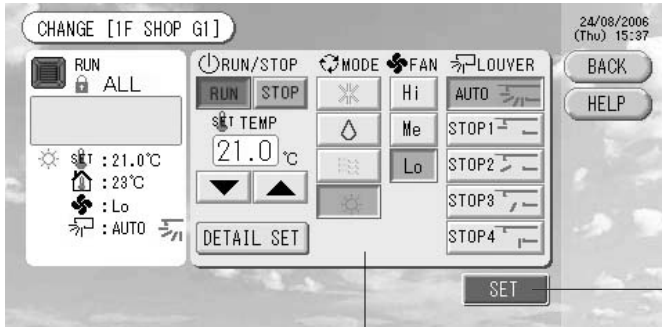 CHANGE [1F SHOP G1]
24/08/2006
(Thu) 15:37
BACK
HELP
RUN
ALL
SET :21.0°C
:23°C
:Lo
:AUTO
RUN/STOP
RUN STOP
SET TEMP
21.0 °C
DETAIL SET
MODE
FAN
Hi
Me
Lo
LOUVER
AUTO
STOP1
STOP2
STOP3
STOP4
SET